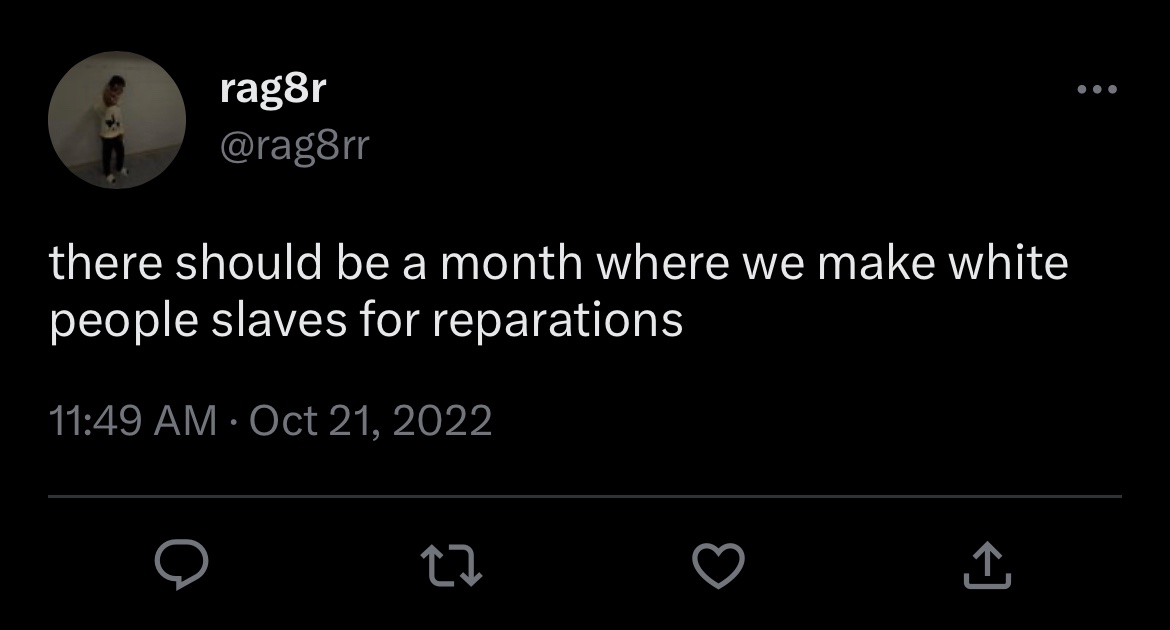 rag8r
@rag8rr
there should be a month where we make white
people slaves for reparations
11:49 AM · Oct 21, 2022